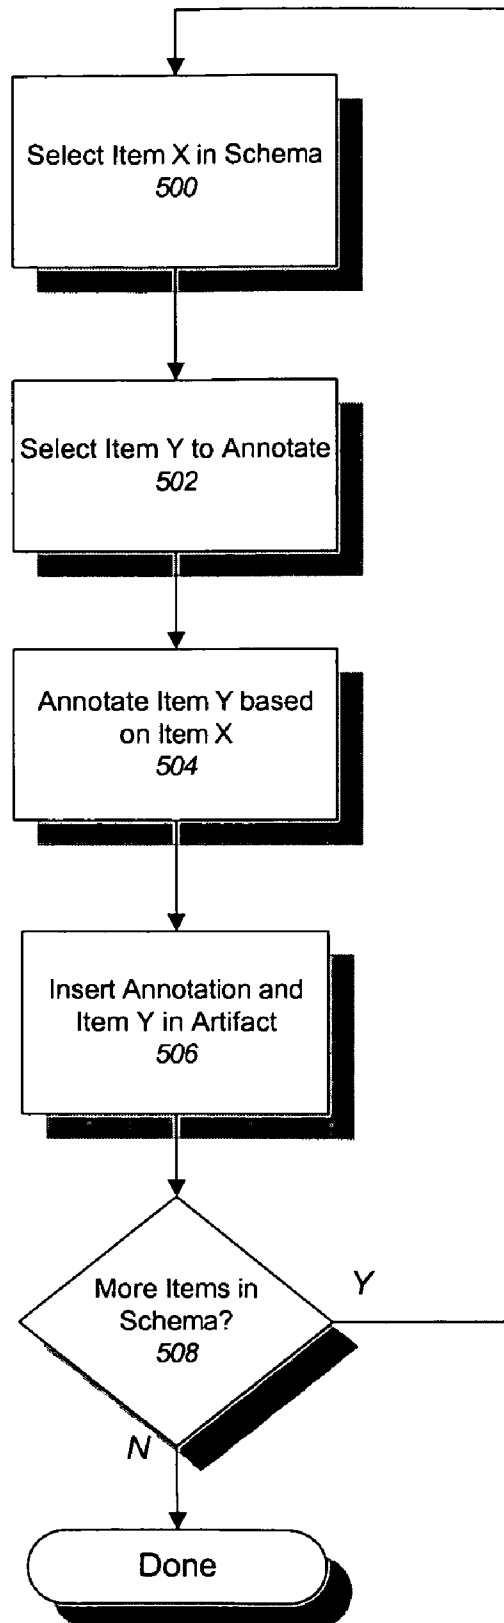 Select Item X in Schema
500
Select Item Y to Annotate
502
Annotate Item Y based
on Item X
504
Insert Annotation and
Item Y in Artifact
506
More Items in
Schema?
508
Y
N
Done